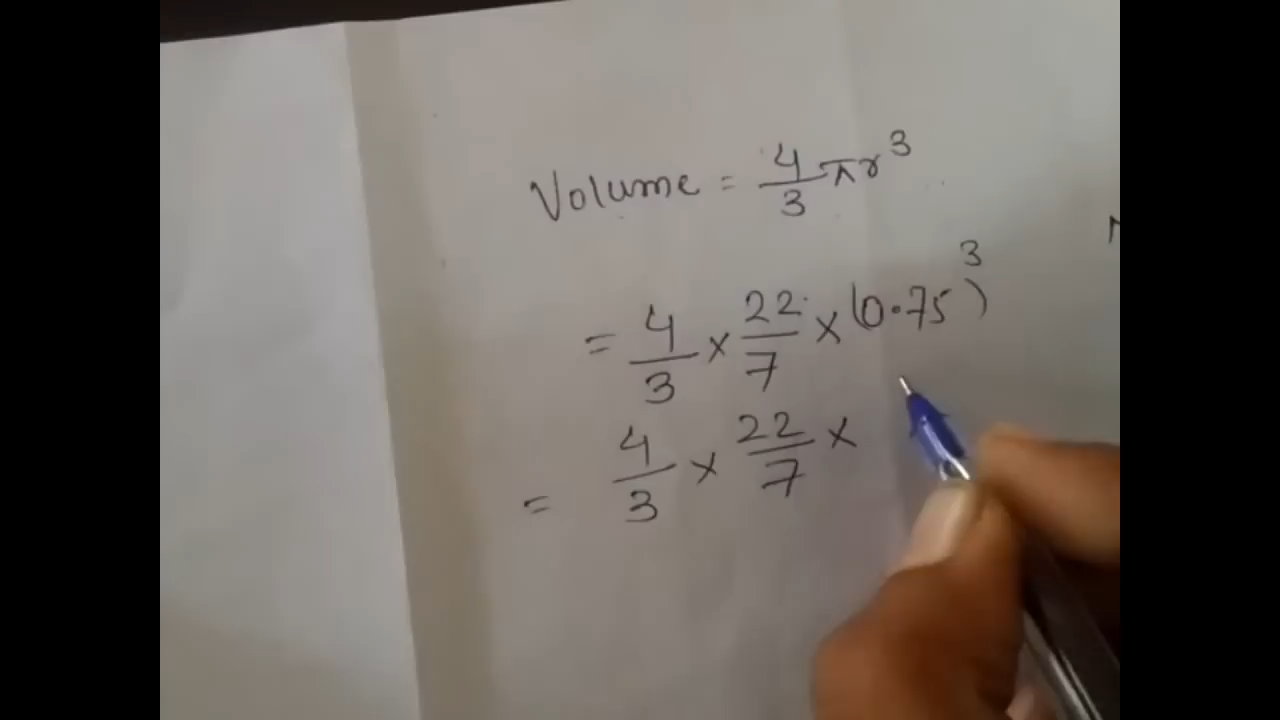 Volume = 4/3 πr³
= 4/3 × 22/7 × (0.75)³
= 4/3 × 22/7 ×